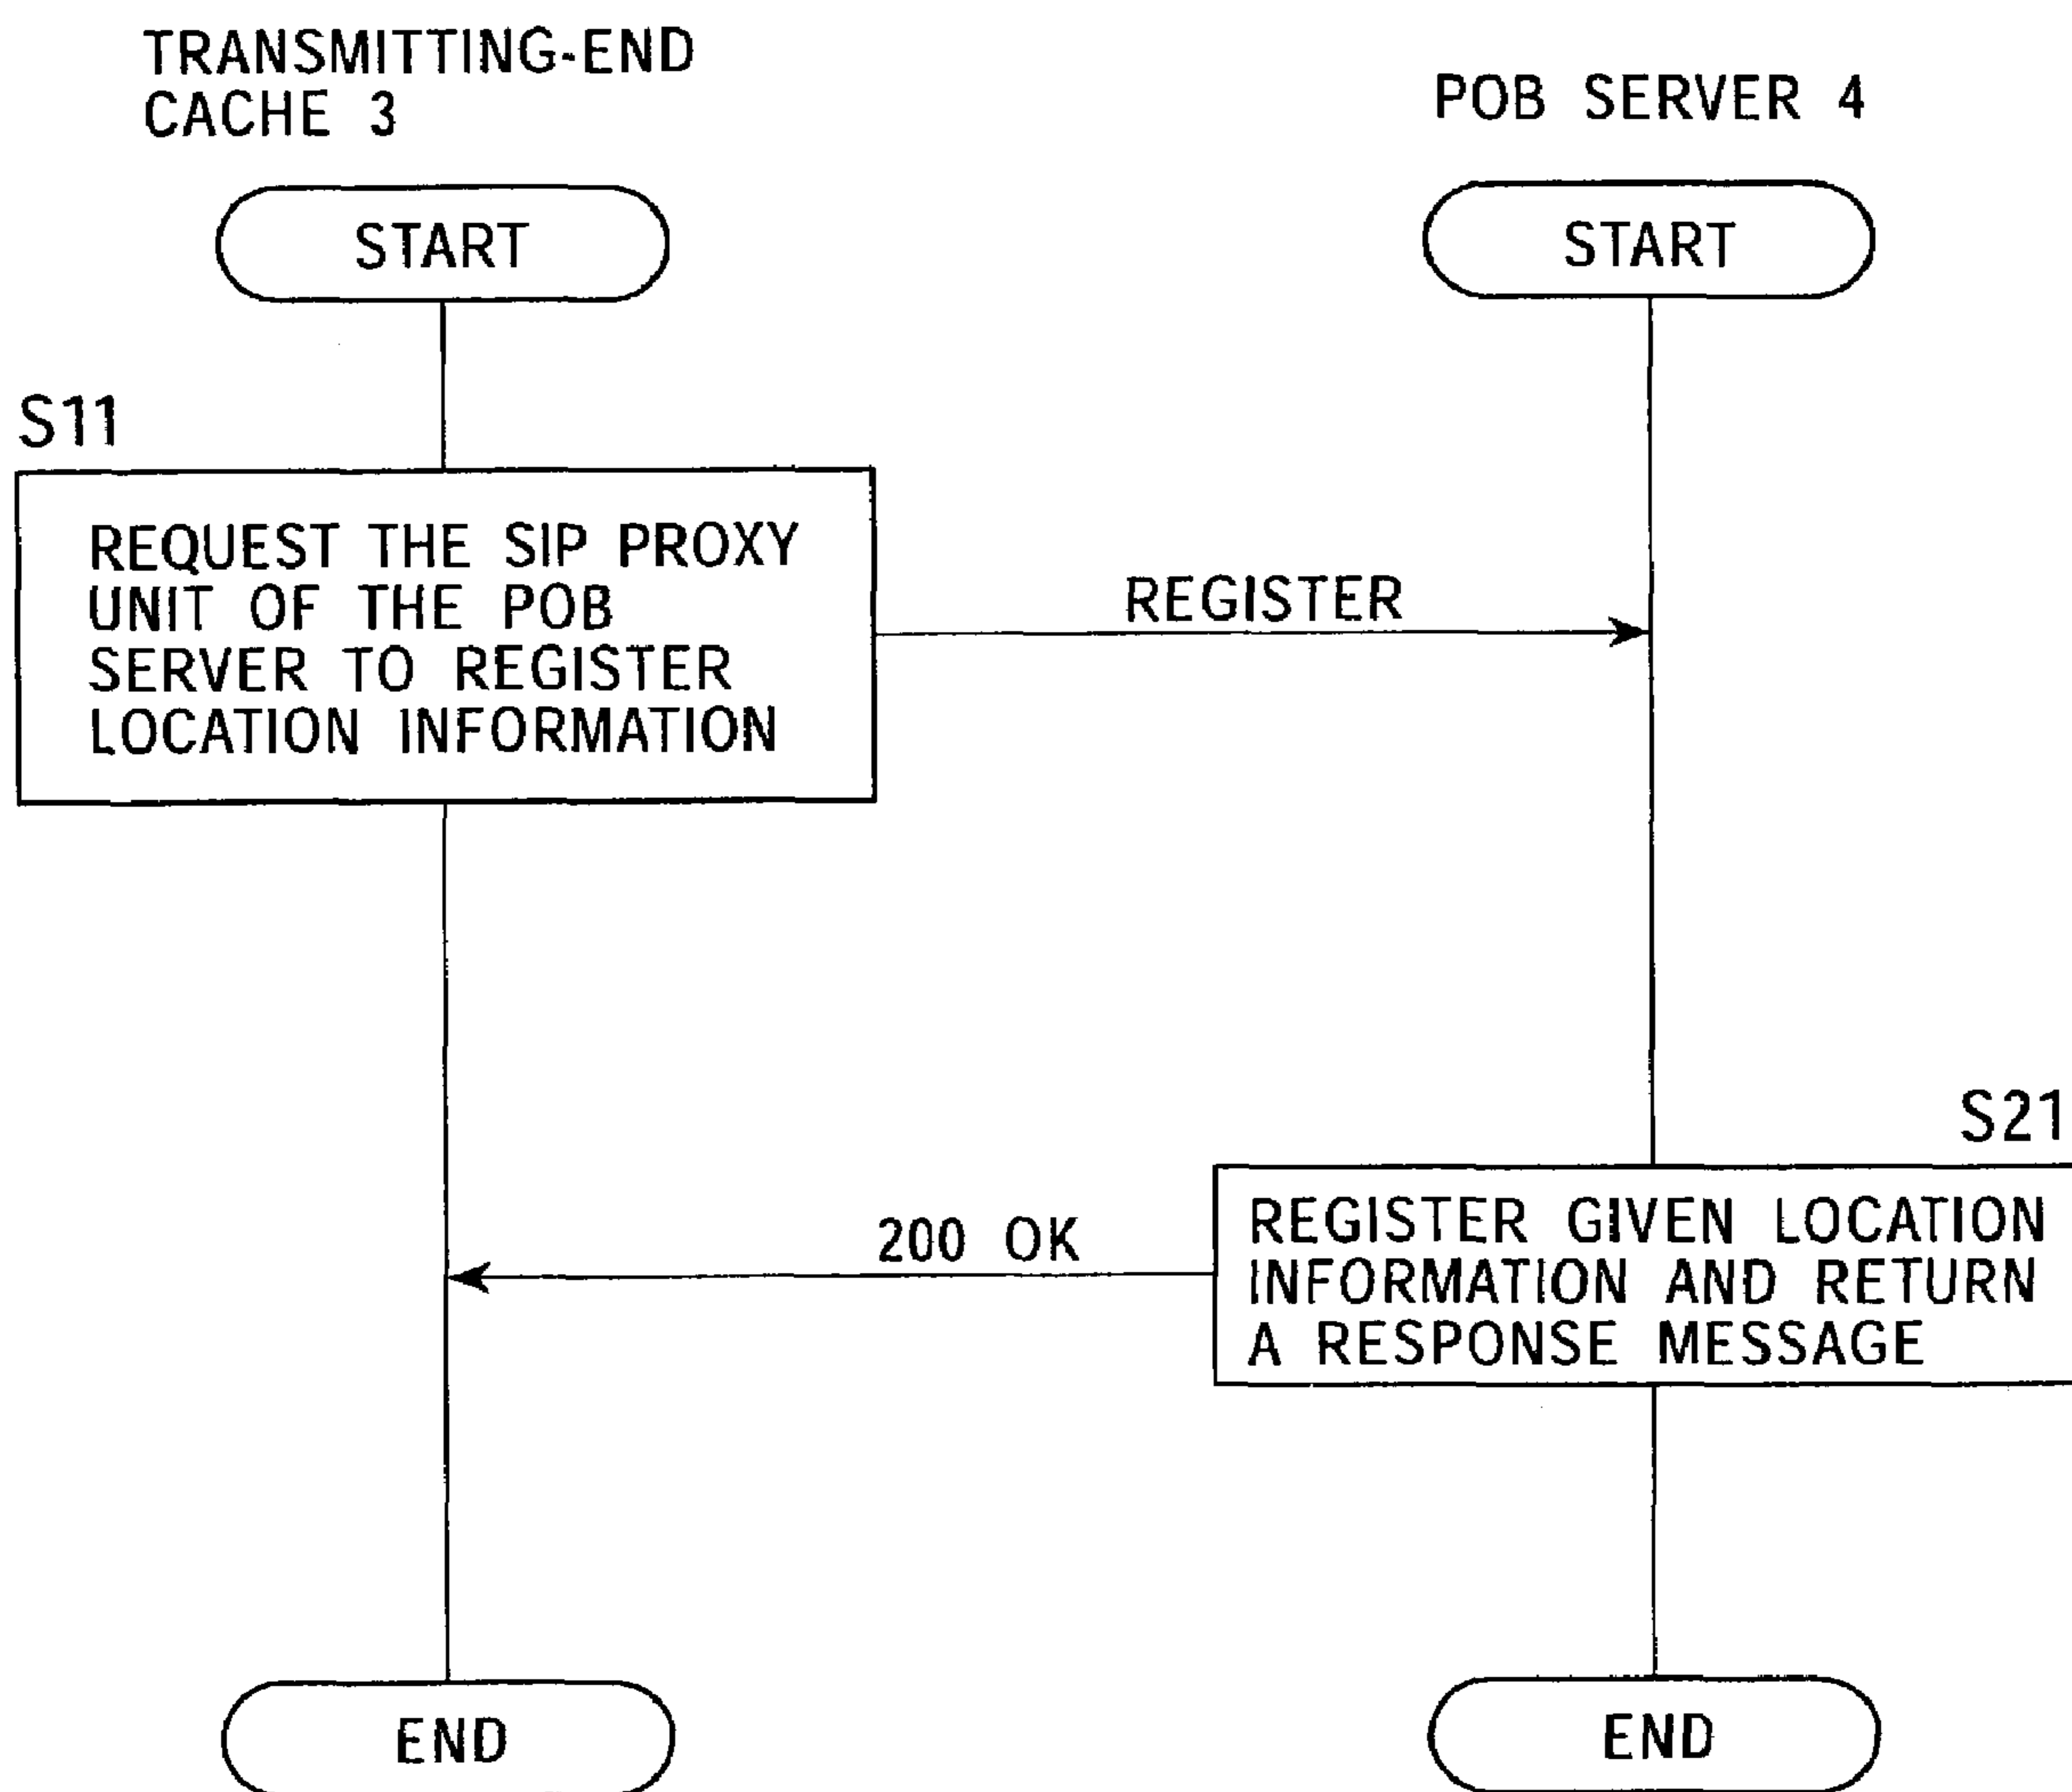 TRANSMITTING-END
CACHE 3
POB SERVER 4
START
START
S11
REQUEST THE SIP PROXY
UNIT OF THE POB
SERVER TO REGISTER
LOCATION INFORMATION
REGISTER
S21
200 OK
REGISTER GIVEN LOCATION
INFORMATION AND RETURN
A RESPONSE MESSAGE
END
END